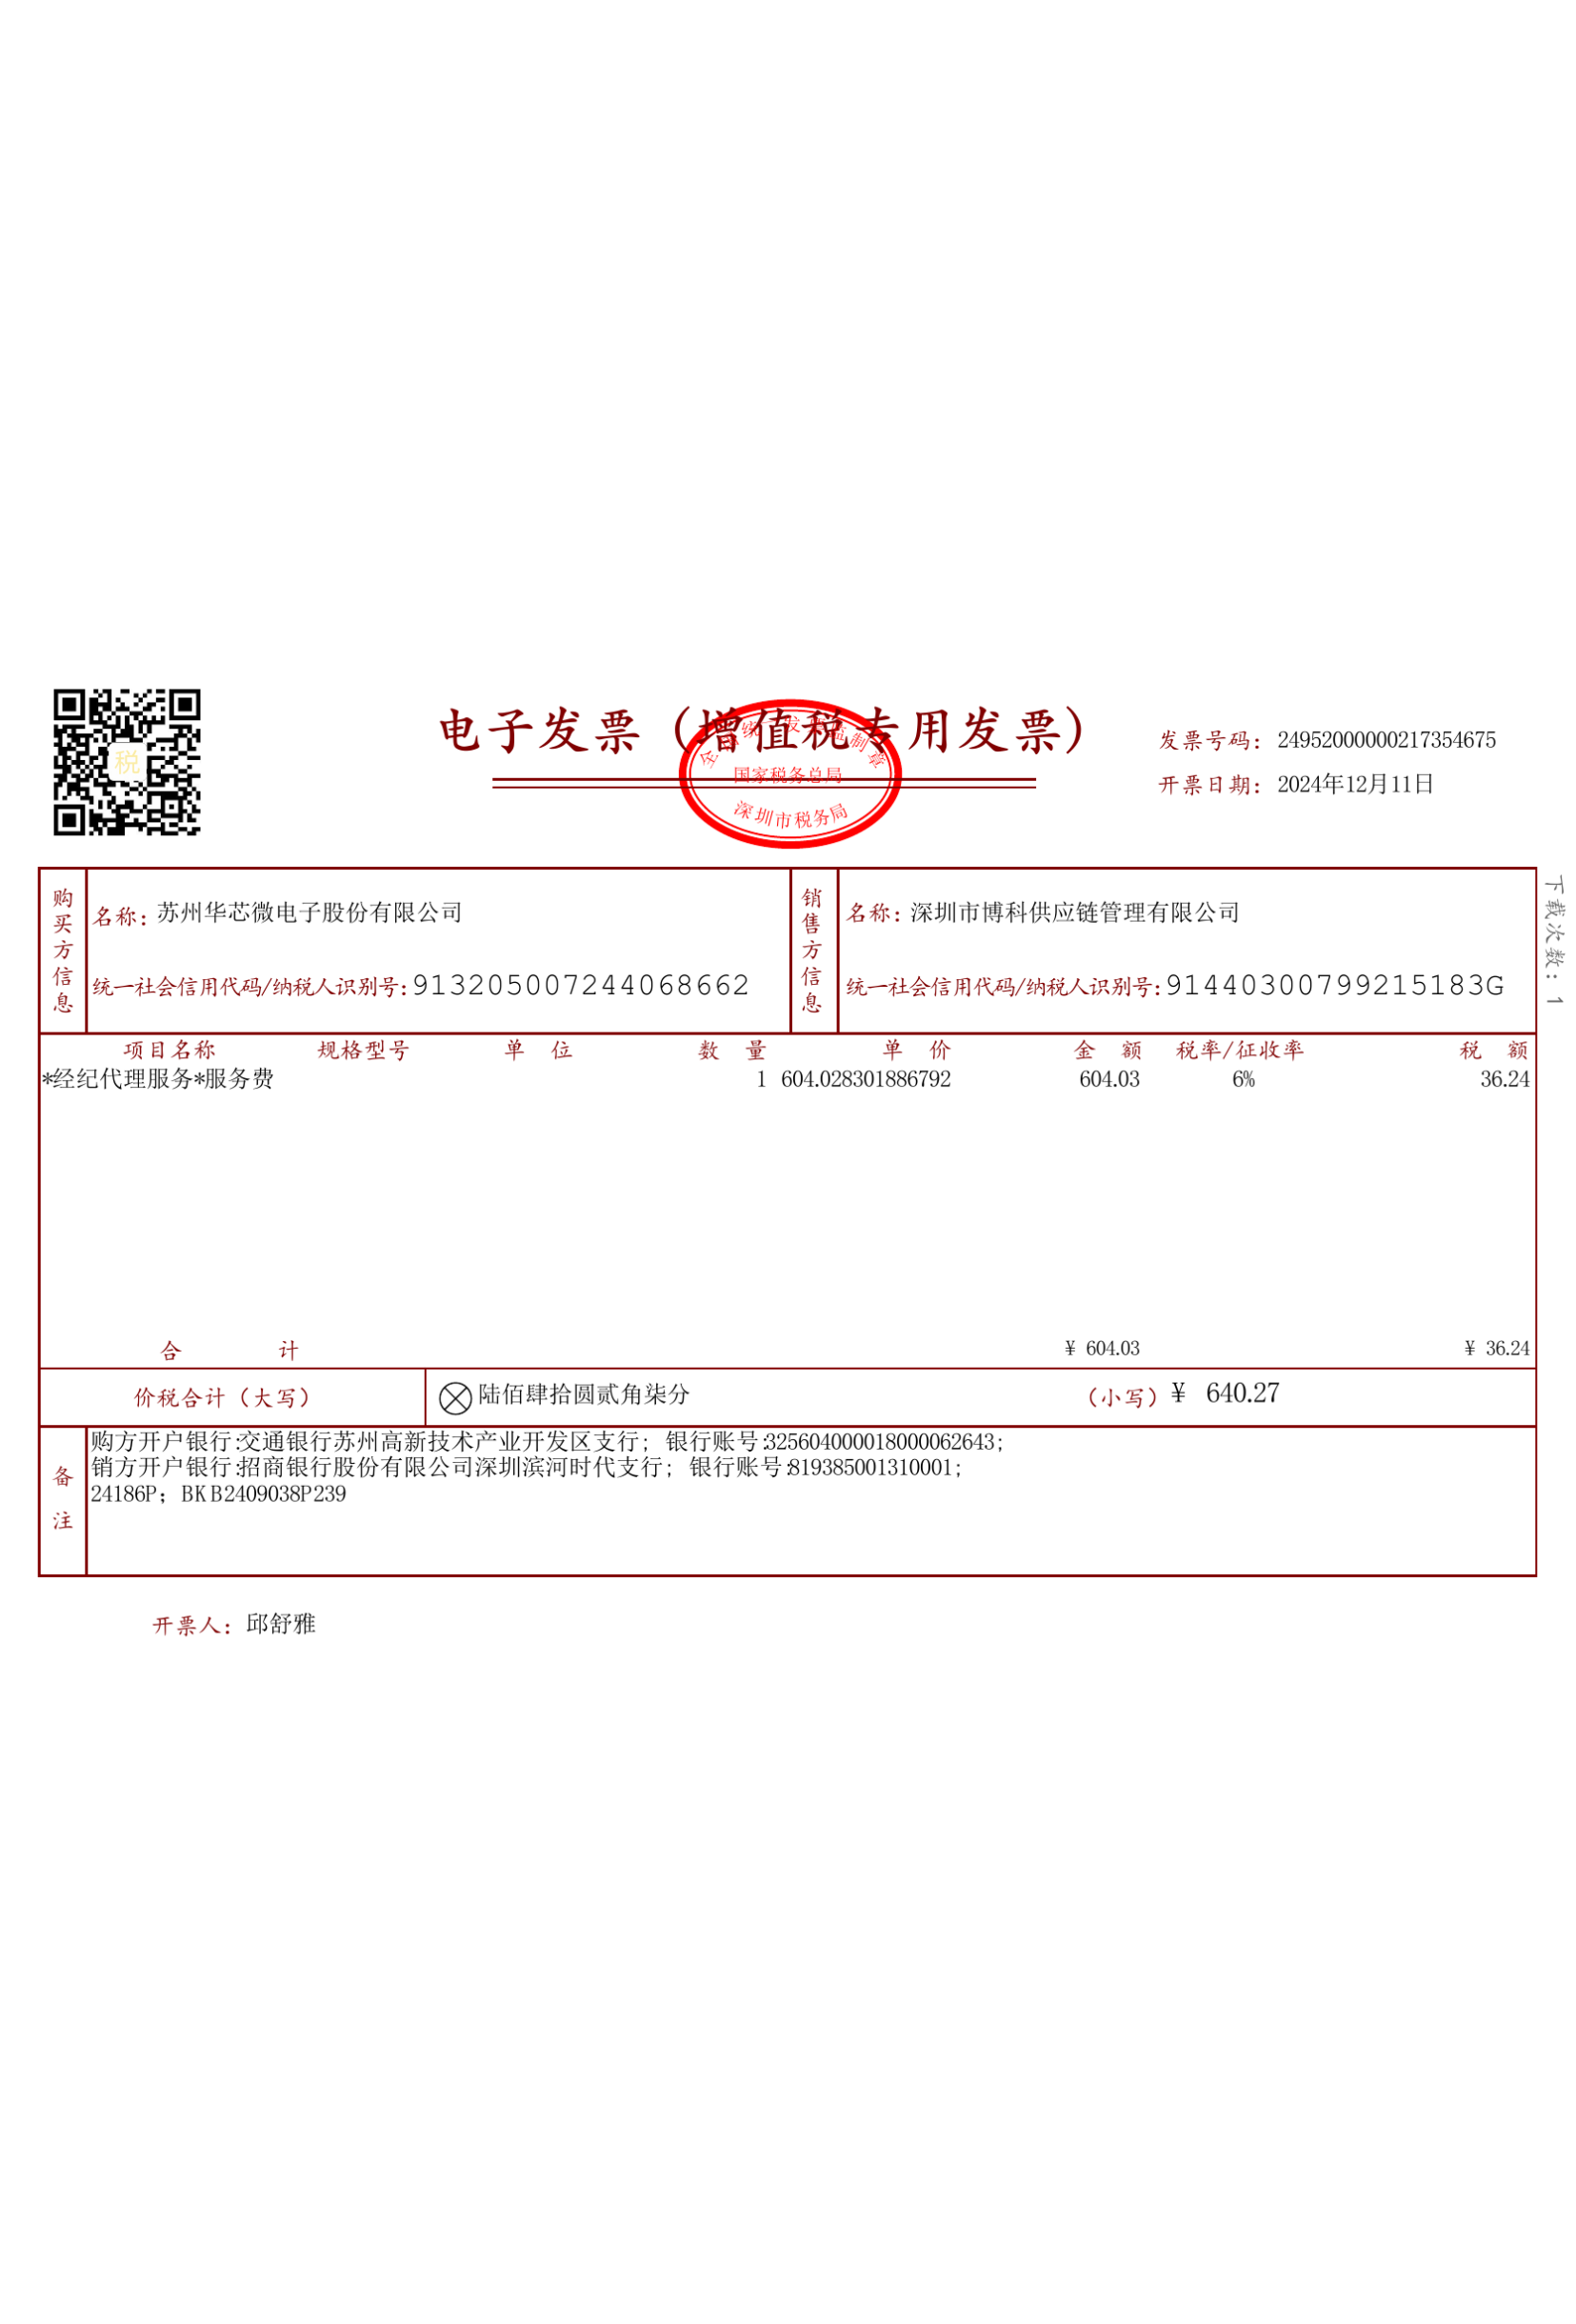 电子发票（增值税专用发票）
全国统一发票监制章
国家税务总局
深圳市税务局
税
发票号码：24952000000217354675
开票日期：2024年12月11日
下载次数：1
购买方信息
名称：苏州华芯微电子股份有限公司
统一社会信用代码/纳税人识别号：913205007244068662
销售方信息
名称：深圳市博科供应链管理有限公司
统一社会信用代码/纳税人识别号：91440300799215183G
项目名称 规格型号 单 位 数 量 单 价 金 额 税率/征收率 税 额
*经纪代理服务*服务费 1 604.028301886792 604.03 6% 36.24
合 计 ¥ 604.03 ¥ 36.24
价税合计（大写） 陆佰肆拾圆贰角柒分 （小写）¥ 640.27
备注
购方开户银行:交通银行苏州高新技术产业开发区支行; 银行账号:325604000018000062643;
销方开户银行:招商银行股份有限公司深圳滨河时代支行; 银行账号:819385001310001;
24186P; BKB2409038P239
开票人：邱舒雅